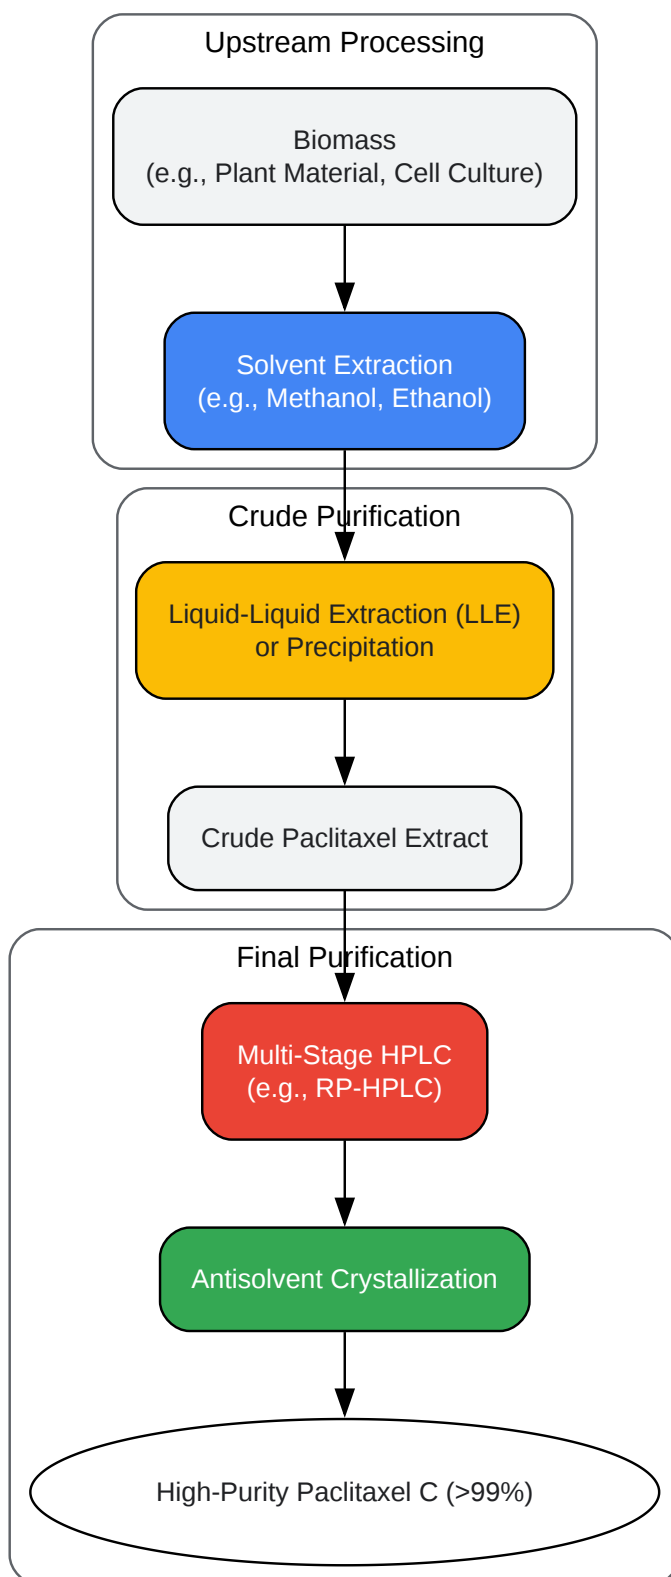 Upstream Processing
Biomass
(e.g., Plant Material, Cell Culture)
Solvent Extraction
(e.g., Methanol, Ethanol)
Crude Purification
Liquid-Liquid Extraction (LLE)
or Precipitation
Crude Paclitaxel Extract
Final Purification
Multi-Stage HPLC
(e.g., RP-HPLC)
Antisolvent Crystallization
High-Purity Paclitaxel C (>99%)